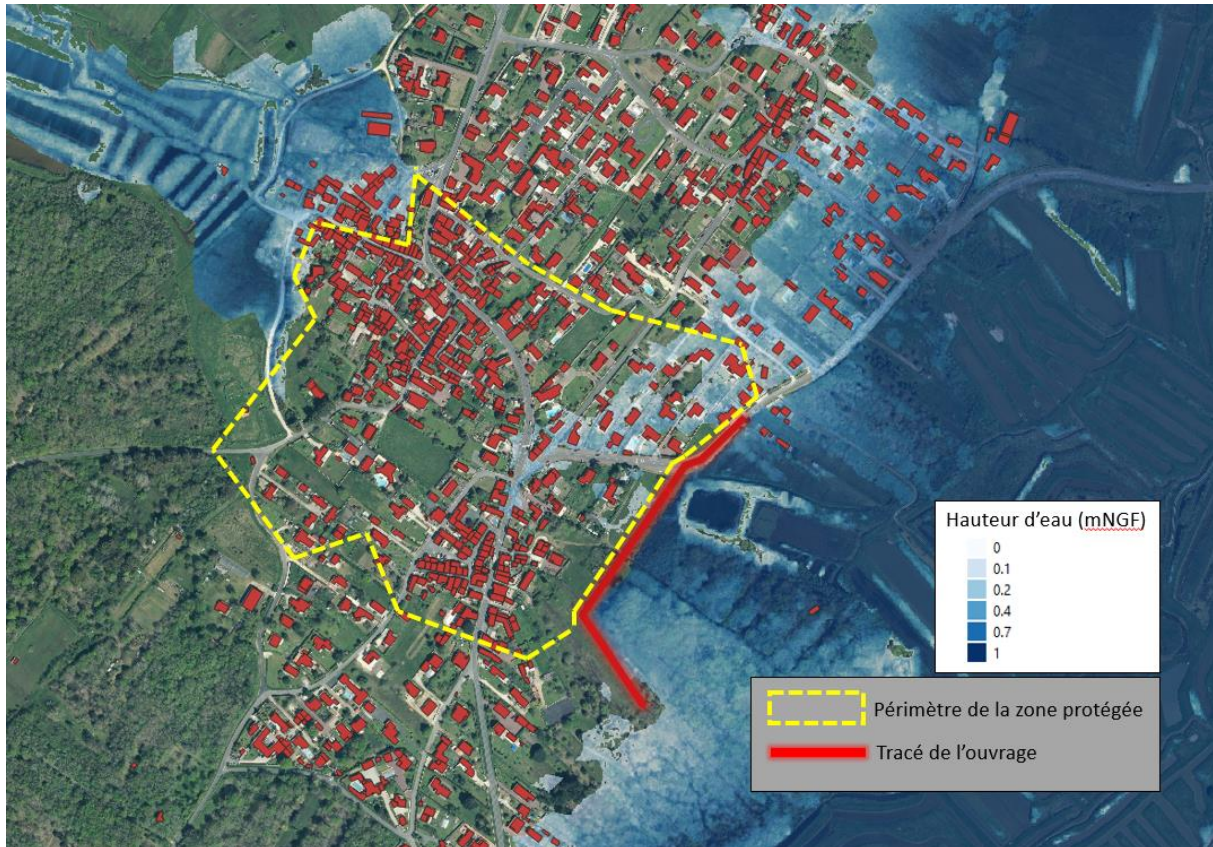 Hauteur d’eau (mNGF)
0
0.1
0.2
0.4
0.7
1
Périmètre de la zone protégée
Tracé de l’ouvrage